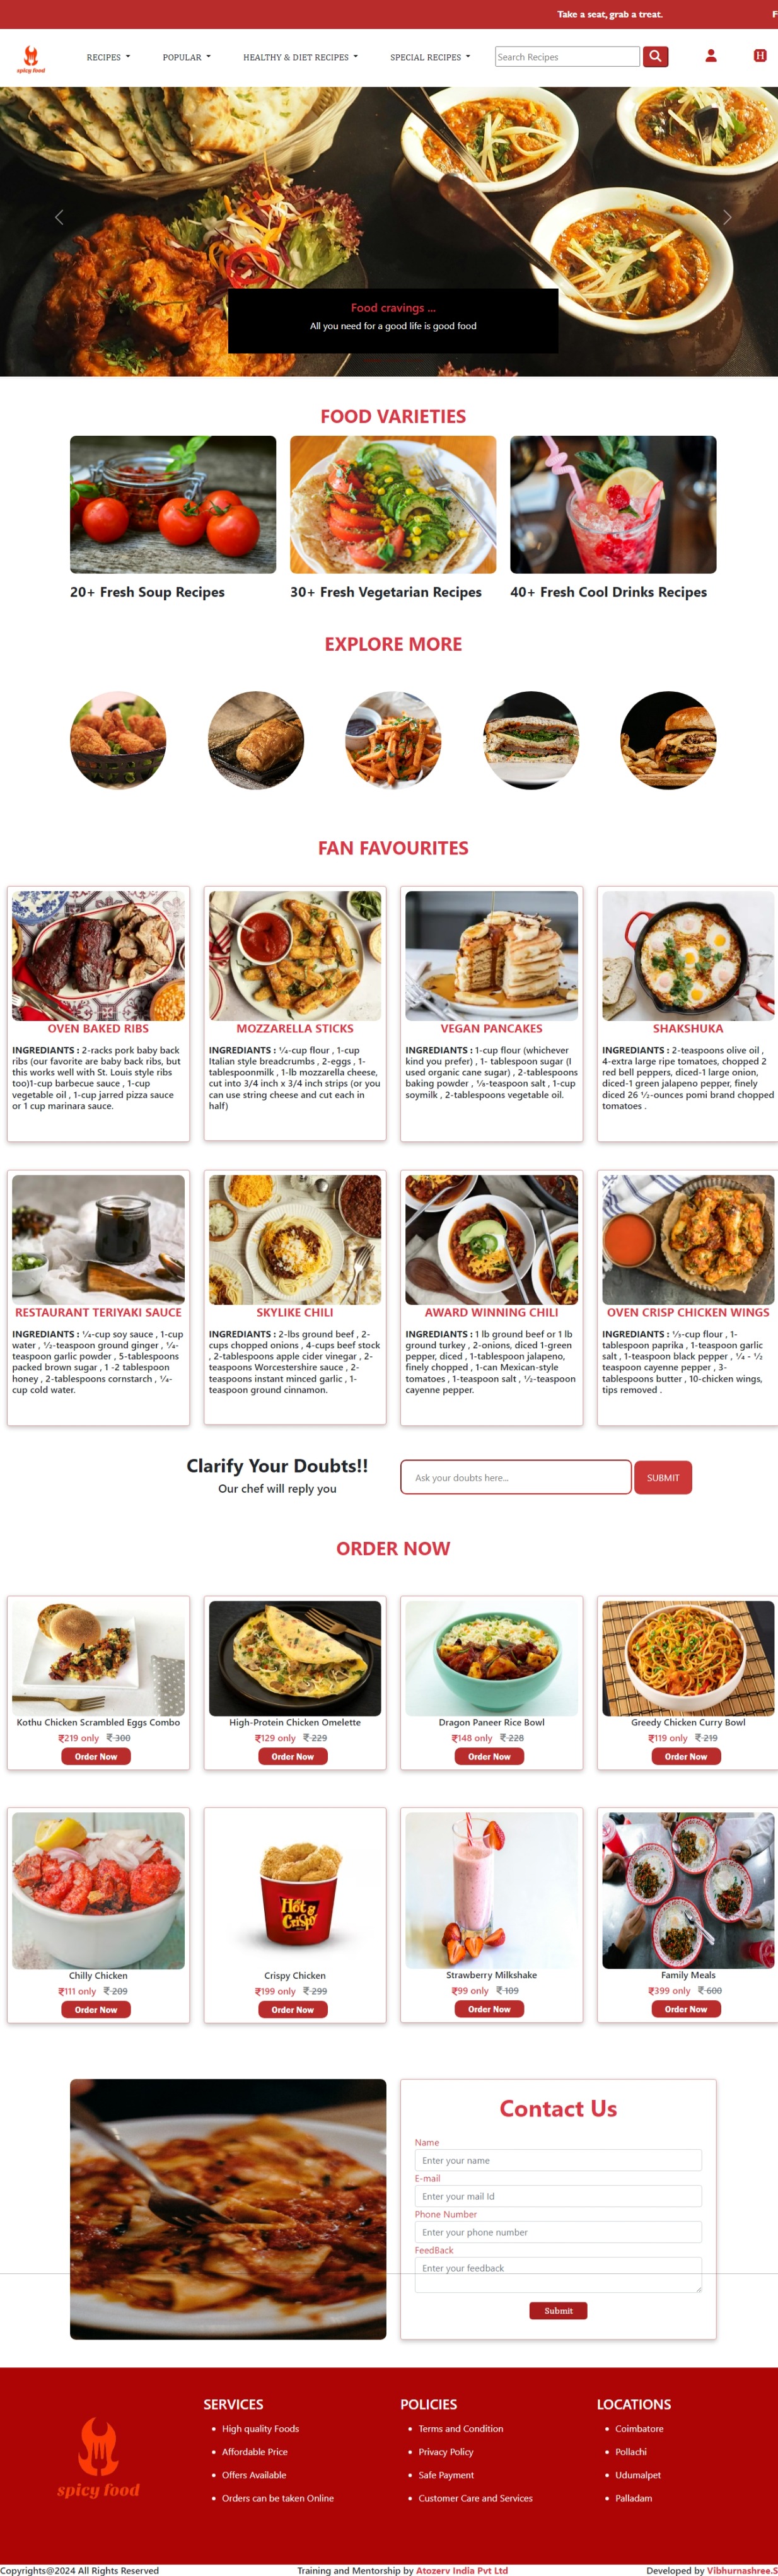 Take a seat, grab a treat.
F
spicy food
RECIPES
POPULAR
HEALTHY & DIET RECIPES
SPECIAL RECIPES
Search Recipes
H
Food cravings ...
All you need for a good life is good food
FOOD VARIETIES
20+ Fresh Soup Recipes
30+ Fresh Vegetarian Recipes
40+ Fresh Cool Drinks Recipes
EXPLORE MORE
FAN FAVOURITES
OVEN BAKED RIBS
INGREDIANTS : 2-racks pork baby back
ribs (our favorite are baby back ribs, but
this works well with St. Louis style ribs
too)1-cup barbecue sauce , 1-cup
vegetable oil , 1-cup jarred pizza sauce
or 1 cup marinara sauce.
MOZZARELLA STICKS
INGREDIANTS : ¼-cup flour , 1-cup
Italian style breadcrumbs , 2-eggs , 1-
tablespoonmilk , 1-lb mozzarella cheese,
cut into 3/4 inch x 3/4 inch strips (or you
can use string cheese and cut each in
half)
VEGAN PANCAKES
INGREDIANTS : 1-cup flour (whichever
kind you prefer) , 1- tablespoon sugar (I
used organic cane sugar) , 2-tablespoons
baking powder , ⅛-teaspoon salt , 1-cup
soymilk , 2-tablespoons vegetable oil.
SHAKSHUKA
INGREDIANTS : 2-teaspoons olive oil ,
4-extra large ripe tomatoes, chopped 2
red bell peppers, diced-1 large onion,
diced-1 green jalapeno pepper, finely
diced 26 ½-ounces pomi brand chopped
tomatoes .
RESTAURANT TERIYAKI SAUCE
INGREDIANTS : ¼-cup soy sauce , 1-cup
water , ½-teaspoon ground ginger , ¼-
teaspoon garlic powder , 5-tablespoons
packed brown sugar , 1 -2 tablespoon
honey , 2-tablespoons cornstarch , ¼-
cup cold water.
SKYLIKE CHILI
INGREDIANTS : 2-lbs ground beef , 2-
cups chopped onions , 4-cups beef stock
, 2-tablespoons apple cider vinegar , 2-
teaspoons Worcestershire sauce , 2-
teaspoons instant minced garlic , 1-
teaspoon ground cinnamon.
AWARD WINNING CHILI
INGREDIANTS : 1 lb ground beef or 1 lb
ground turkey , 2-onions, diced 1-green
pepper, diced , 1-tablespoon jalapeno,
finely chopped , 1-can Mexican-style
tomatoes , 1-teaspoon salt , ½-teaspoon
cayenne pepper.
OVEN CRISP CHICKEN WINGS
INGREDIANTS : ⅓-cup flour , 1-
tablespoon paprika , 1-teaspoon garlic
salt , 1-teaspoon black pepper , ¼ - ½
teaspoon cayenne pepper , 3-
tablespoons butter , 10-chicken wings,
tips removed .
Clarify Your Doubts!!
Our chef will reply you
Ask your doubts here...
SUBMIT
ORDER NOW
Kothu Chicken Scrambled Eggs Combo
₹219 only ₹ 300
Order Now
High-Protein Chicken Omelette
₹129 only ₹ 229
Order Now
Dragon Paneer Rice Bowl
₹148 only ₹ 228
Order Now
Greedy Chicken Curry Bowl
₹119 only ₹ 219
Order Now
Chilly Chicken
₹111 only ₹ 209
Order Now
Hot &
Crispy
Crispy Chicken
₹199 only ₹ 299
Order Now
Strawberry Milkshake
₹99 only ₹ 109
Order Now
Family Meals
₹399 only ₹ 600
Order Now
Contact Us
Name
Enter your name
E-mail
Enter your mail Id
Phone Number
Enter your phone number
FeedBack
Enter your feedback
Submit
spicy food
SERVICES
High quality Foods
Affordable Price
Offers Available
Orders can be taken Online
POLICIES
Terms and Condition
Privacy Policy
Safe Payment
Customer Care and Services
LOCATIONS
Coimbatore
Pollachi
Udumalpet
Palladam
Copyrights@2024 All Rights Reserved
Training and Mentorship by Atozerv India Pvt Ltd
Developed by Vibhurnashree.S